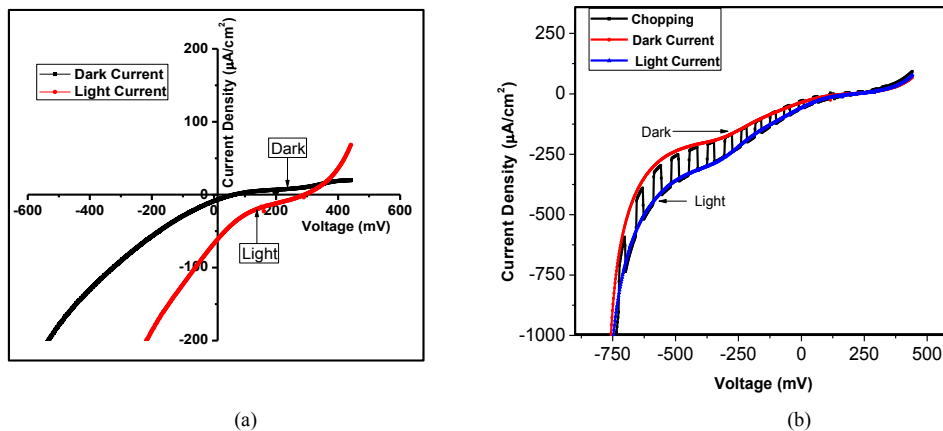 200
100
0
-100
-200
-600
-400
-200
0
200
400
600
Current Density (µA/cm²)
Voltage (mV)
Dark Current
Light Current
Dark
Light
(a)
250
0
-250
-500
-750
-1000
-750
-500
-250
0
250
500
Current Density (µA/cm²)
Voltage (mV)
Chopping
Dark Current
Light Current
Dark
Light
(b)